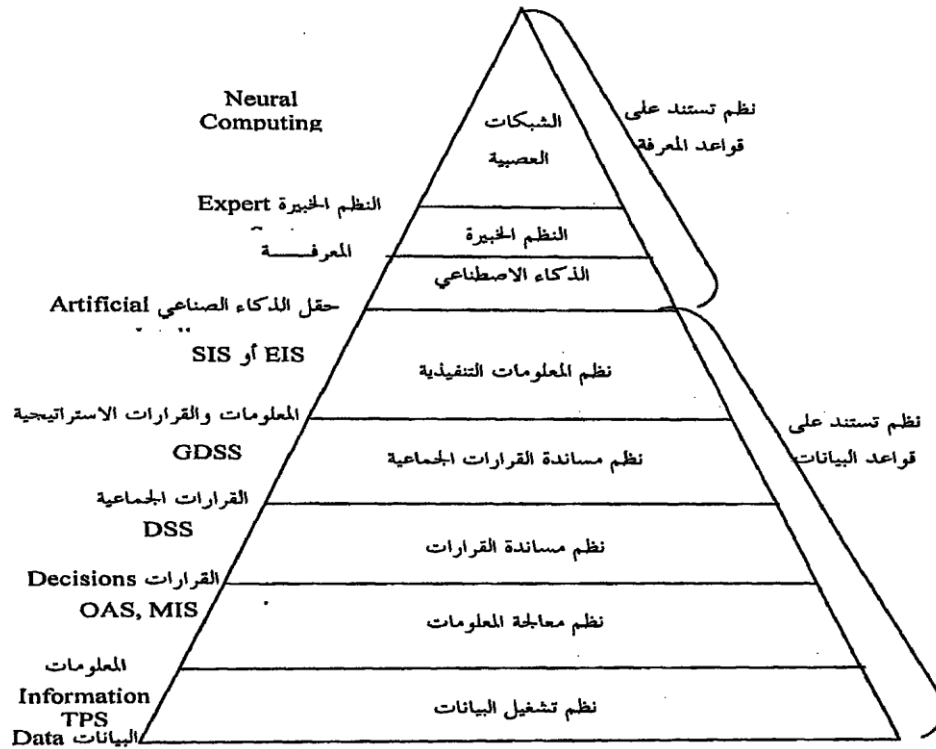 Neural
Computing
الشبكات
العصبية
نظم تستند على
قواعد المعرفة
النظم الخبيرة Expert
النظم الخبيرة
المعرفــــــة
الذكاء الاصطناعي
حقل الذكاء الصناعي Artificial
SIS أو EIS
نظم المعلومات التنفيذية
المعلومات والقرارات الاستراتيجية
GDSS
نظم مساندة القرارات الجماعية
نظم تستند على
قواعد البيانات
القرارات الجماعية
DSS
نظم مساندة القرارات
القرارات Decisions
OAS, MIS
نظم معالجة المعلومات
المعلومات
Information
TPS
نظم تشغيل البيانات
البيانات Data